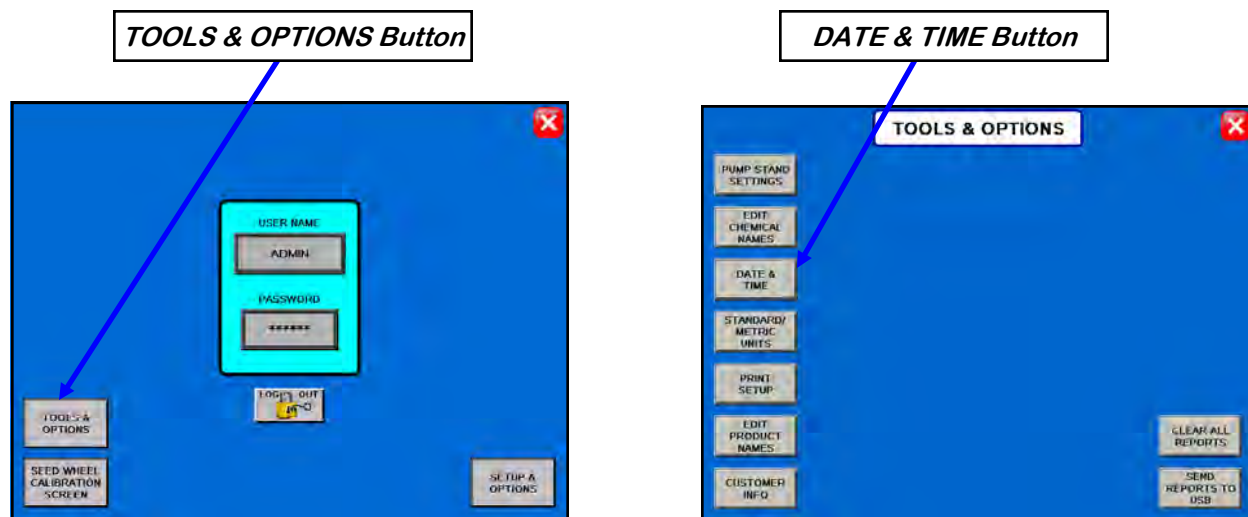 TOOLS & OPTIONS Button
DATE & TIME Button
USER NAME
ADMIN
PASSWORD
******
LOG OUT
TOOLS &
OPTIONS
SEED WHEEL
CALIBRATION
SCREEN
SETUP &
OPTIONS
TOOLS & OPTIONS
PUMP STAND
SETTINGS
EDIT
CHEMICAL
NAMES
DATE &
TIME
STANDARD/
METRIC
UNITS
PRINT
SETUP
EDIT
PRODUCT
NAMES
CUSTOMER
INFO
CLEAR ALL
REPORTS
SEND
REPORTS TO
USB